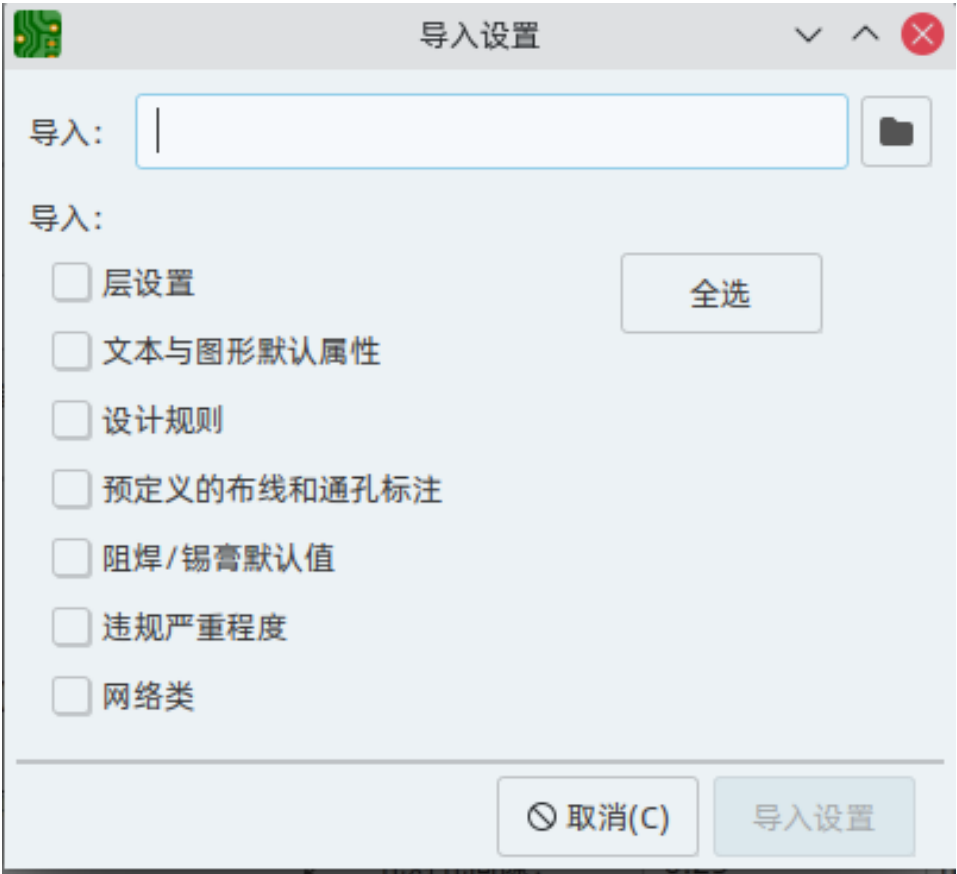 导入设置
导入:
导入:
层设置
全选
文本与图形默认属性
设计规则
预定义的布线和通孔标注
阻焊/锡膏默认值
违规严重程度
网络类
取消(C)
导入设置